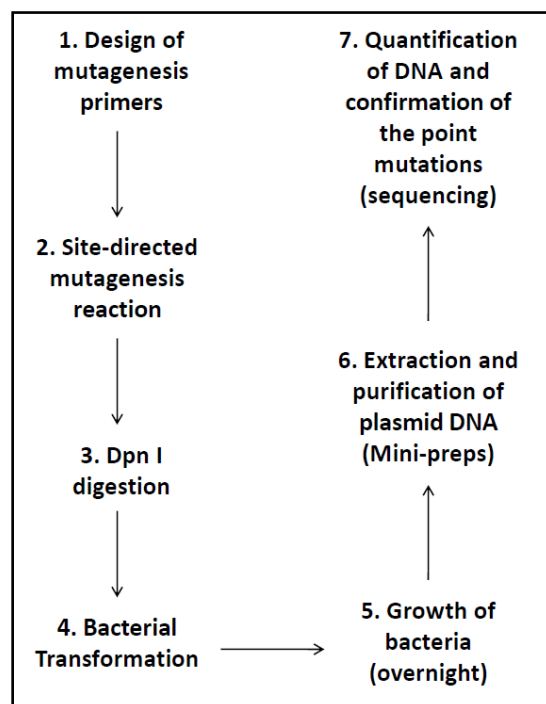 1. Design of
mutagenesis
primers
2. Site-directed
mutagenesis
reaction
3. Dpn I
digestion
4. Bacterial
Transformation
5. Growth of
bacteria
(overnight)
6. Extraction and
purification of
plasmid DNA
(Mini-preps)
7. Quantification
of DNA and
confirmation of
the point
mutations
(sequencing)